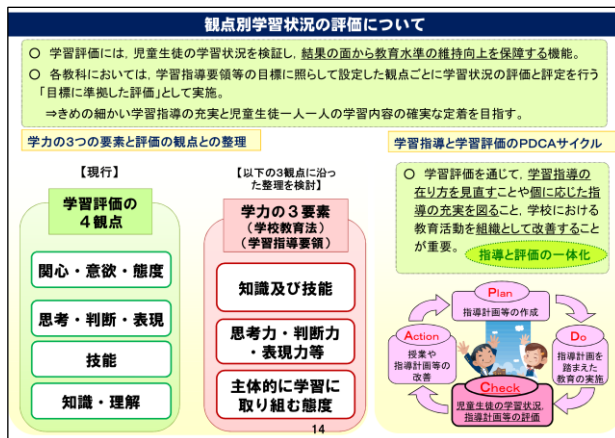 観点別学習状況の評価について
○ 学習評価には,児童生徒の学習状況を検証し,結果の面から教育水準の維持向上を保障する機能。
○ 各教科においては,学習指導要領等の目標に照らして設定した観点ごとに学習状況の評価と評定を行う
「目標に準拠した評価」として実施。
⇒きめの細かい学習指導の充実と児童生徒一人一人の学習内容の確実な定着を目指す。
学力の3つの要素と評価の観点との整理
【現行】
学習評価の
4観点
関心・意欲・態度
思考・判断・表現
技能
知識・理解
【以下の3観点に沿っ
た整理を検討】
学力の3要素
(学校教育法)
(学習指導要領)
知識及び技能
思考力・判断力
・表現力等
主体的に学習に
取り組む態度
14
学習指導と学習評価のPDCAサイクル
○ 学習評価を通じて,学習指導の
在り方を見直すことや個に応じた指
導の充実を図ること,学校における
教育活動を組織として改善すること
が重要。
指導と評価の一体化
Plan
指導計画等の作成
Do
指導計画を
踏まえた
教育の実施
Check
児童生徒の学習状況,
指導計画等の評価
Action
授業や
指導計画等の
改善